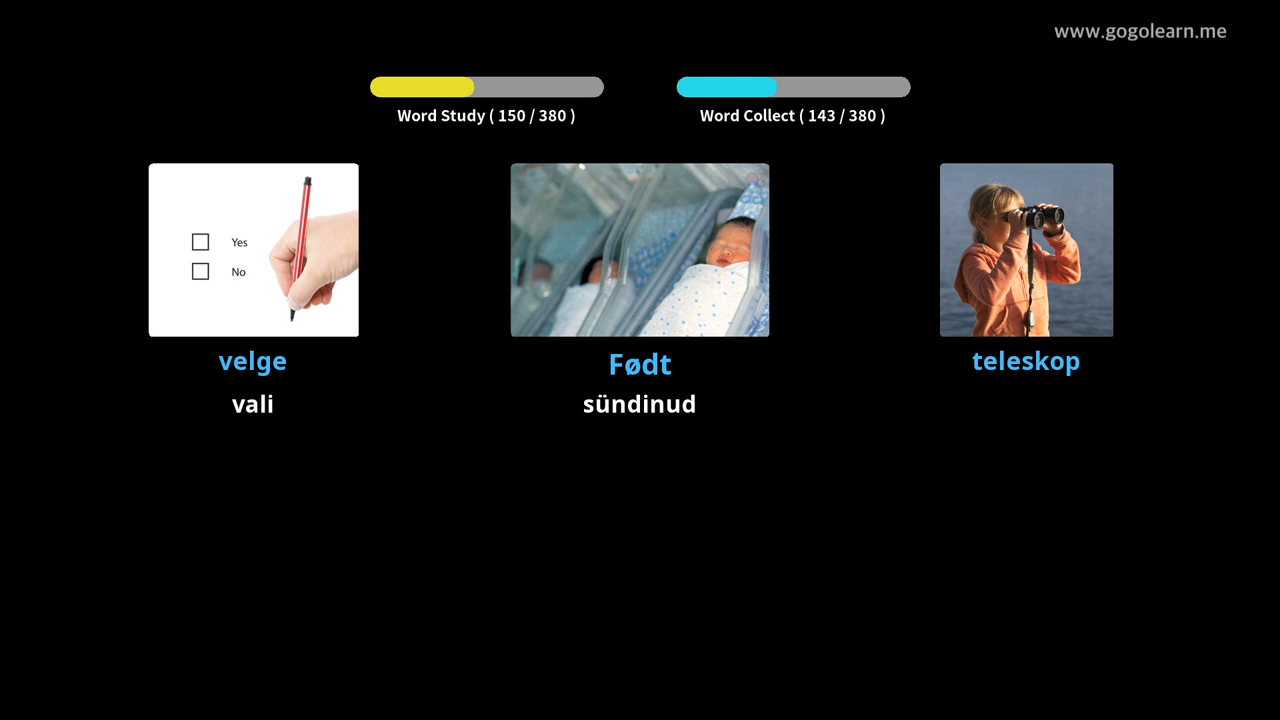 www.gogolearn.me
Word Study ( 150 / 380 )
Word Collect ( 143 / 380 )
Yes
No
velge
Født
teleskop
vali
sündinud